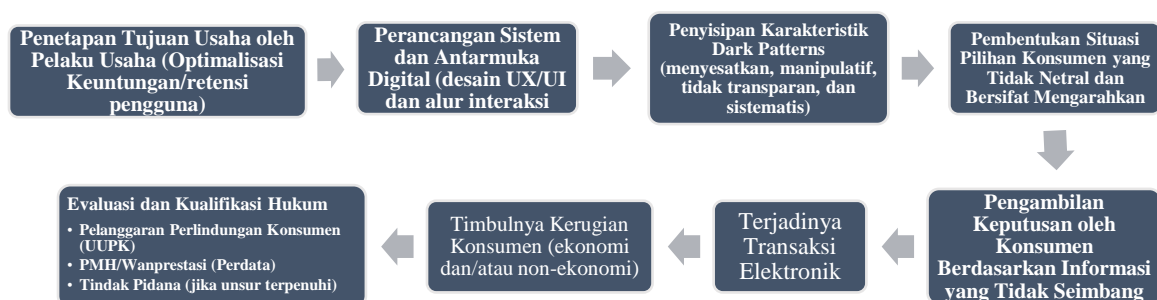 Penetapan Tujuan Usaha oleh
Pelaku Usaha (Optimalisasi
Keuntungan/retensi
pengguna)
Perancangan Sistem
dan Antarmuka
Digital (desain UX/UI
dan alur interaksi
Penyisipan Karakteristik
Dark Patterns
(menyesatkan, manipulatif,
tidak transparan, dan
sistematis)
Pembentukan Situasi
Pilihan Konsumen yang
Tidak Netral dan
Bersifat Mengarahkan
Pengambilan
Keputusan oleh
Konsumen
Berdasarkan Informasi
yang Tidak Seimbang
Terjadinya
Transaksi
Elektronik
Timbulnya Kerugian
Konsumen (ekonomi
dan/atau non-ekonomi)
Evaluasi dan Kualifikasi Hukum
• Pelanggaran Perlindungan Konsumen
(UUPK)
• PMH/Wanprestasi (Perdata)
• Tindak Pidana (jika unsur terpenuhi)